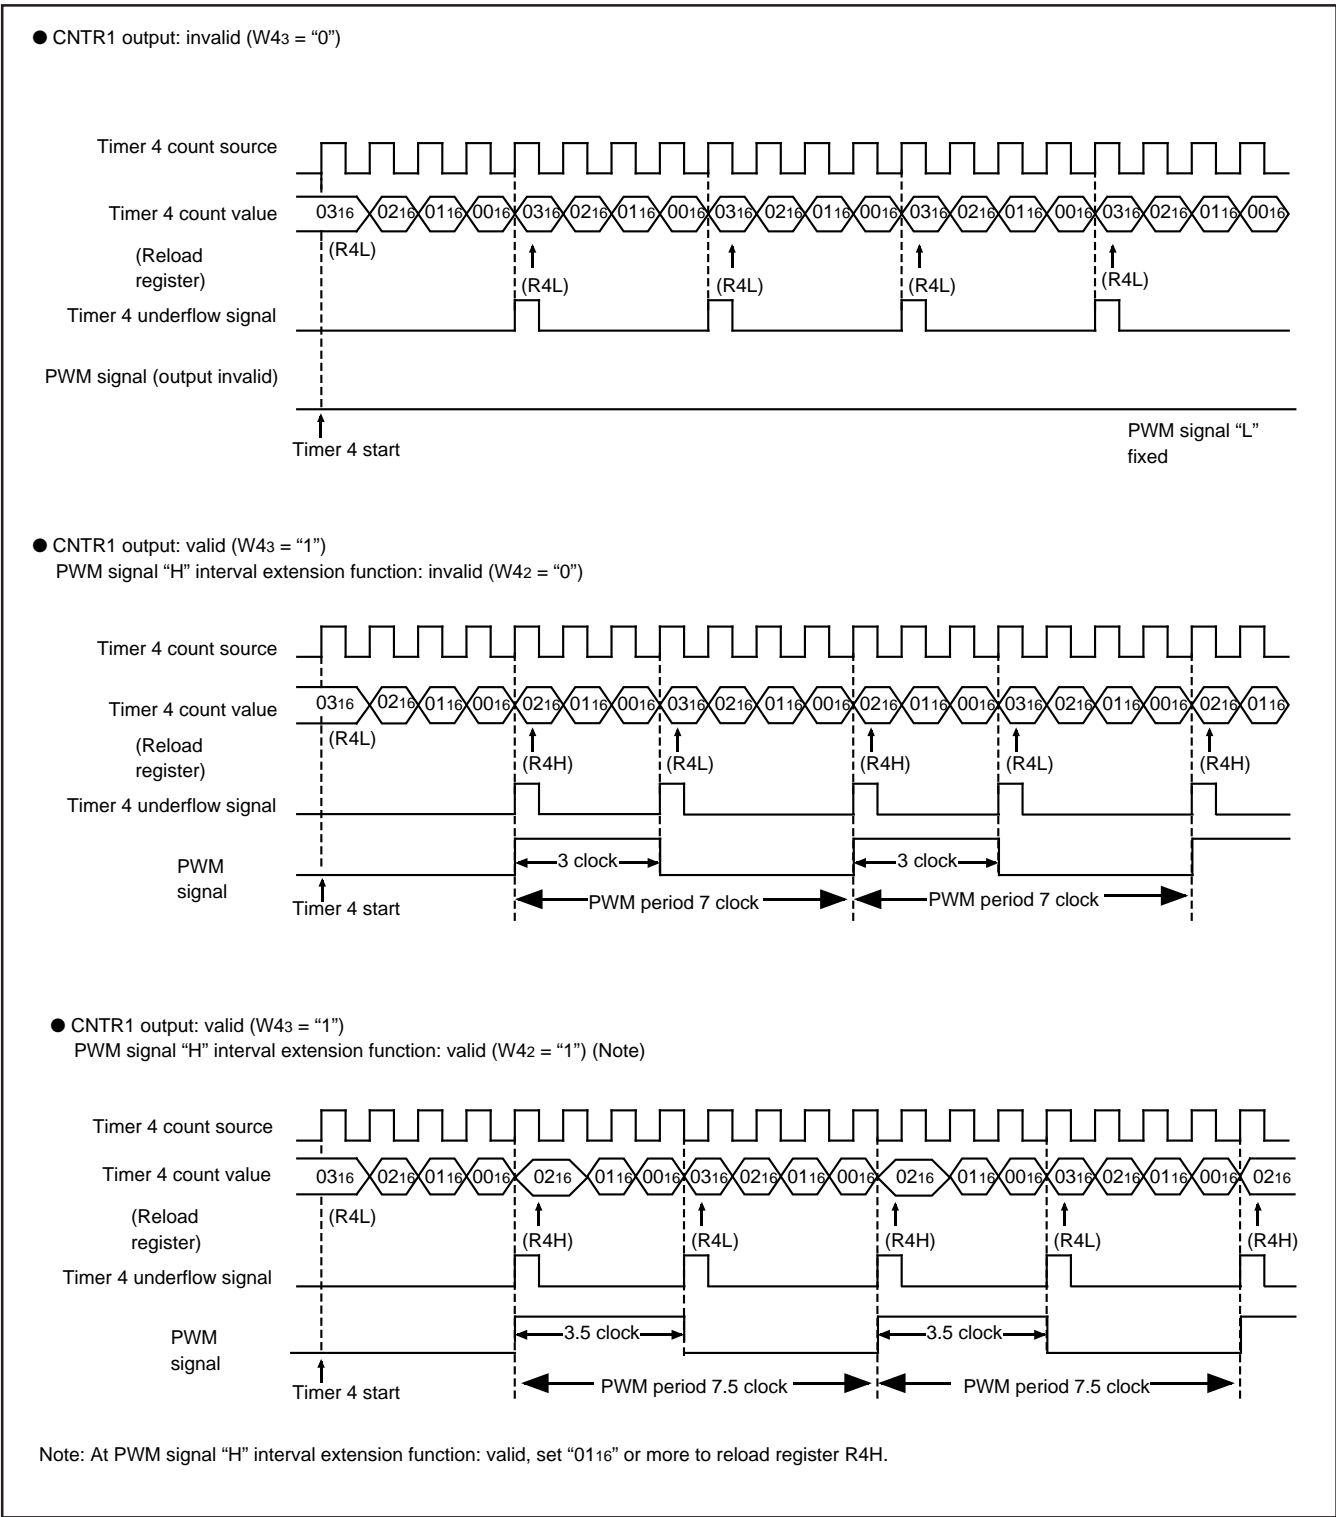 ● CNTR1 output: invalid (W43 = “0”)
Timer 4 count source
Timer 4 count value
0316 0216 0116 0016 0316 0216 0116 0016 0316 0216 0116 0016 0316 0216 0116 0016 0316 0216 0116 0016
(Reload register)
(R4L)
(R4L) (R4L) (R4L) (R4L)
Timer 4 underflow signal
PWM signal (output invalid)
Timer 4 start
PWM signal “L”
fixed
● CNTR1 output: valid (W43 = “1”)
PWM signal “H” interval extension function: invalid (W42 = “0”)
Timer 4 count source
Timer 4 count value
0316 0216 0116 0016 0216 0116 0016 0316 0216 0116 0016 0216 0116 0016 0316 0216 0116 0016 0216 0116
(Reload
register)
(R4L)
(R4H) (R4L) (R4H) (R4L) (R4H)
Timer 4 underflow signal
PWM
signal
3 clock 3 clock
Timer 4 start
PWM period 7 clock PWM period 7 clock
● CNTR1 output: valid (W43 = “1”)
PWM signal “H” interval extension function: valid (W42 = “1”) (Note)
Timer 4 count source
Timer 4 count value
0316 0216 0116 0016 0216 0116 0016 0316 0216 0116 0016 0216 0116 0016 0316 0216 0116 0016 0216
(Reload
register)
(R4L)
(R4H) (R4L) (R4H) (R4L) (R4H)
Timer 4 underflow signal
PWM
signal
3.5 clock 3.5 clock
Timer 4 start
PWM period 7.5 clock PWM period 7.5 clock
Note: At PWM signal “H” interval extension function: valid, set “0116” or more to reload register R4H.